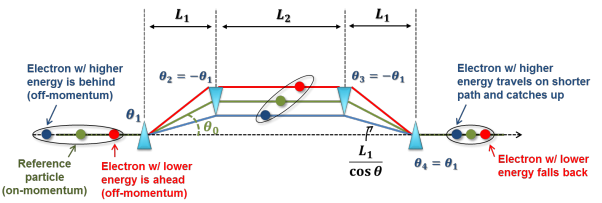 L₁
L₂
L₁
Electron w/ higher
energy is behind
(off-momentum)
θ₂ = −θ₁
θ₃ = −θ₁
Electron w/ higher
energy travels on shorter
path and catches up
θ₁
θ₀
Reference
particle
(on-momentum)
Electron w/ lower
energy is ahead
(off-momentum)
L₁
cos θ
θ₄ = θ₁
Electron w/ lower
energy falls back